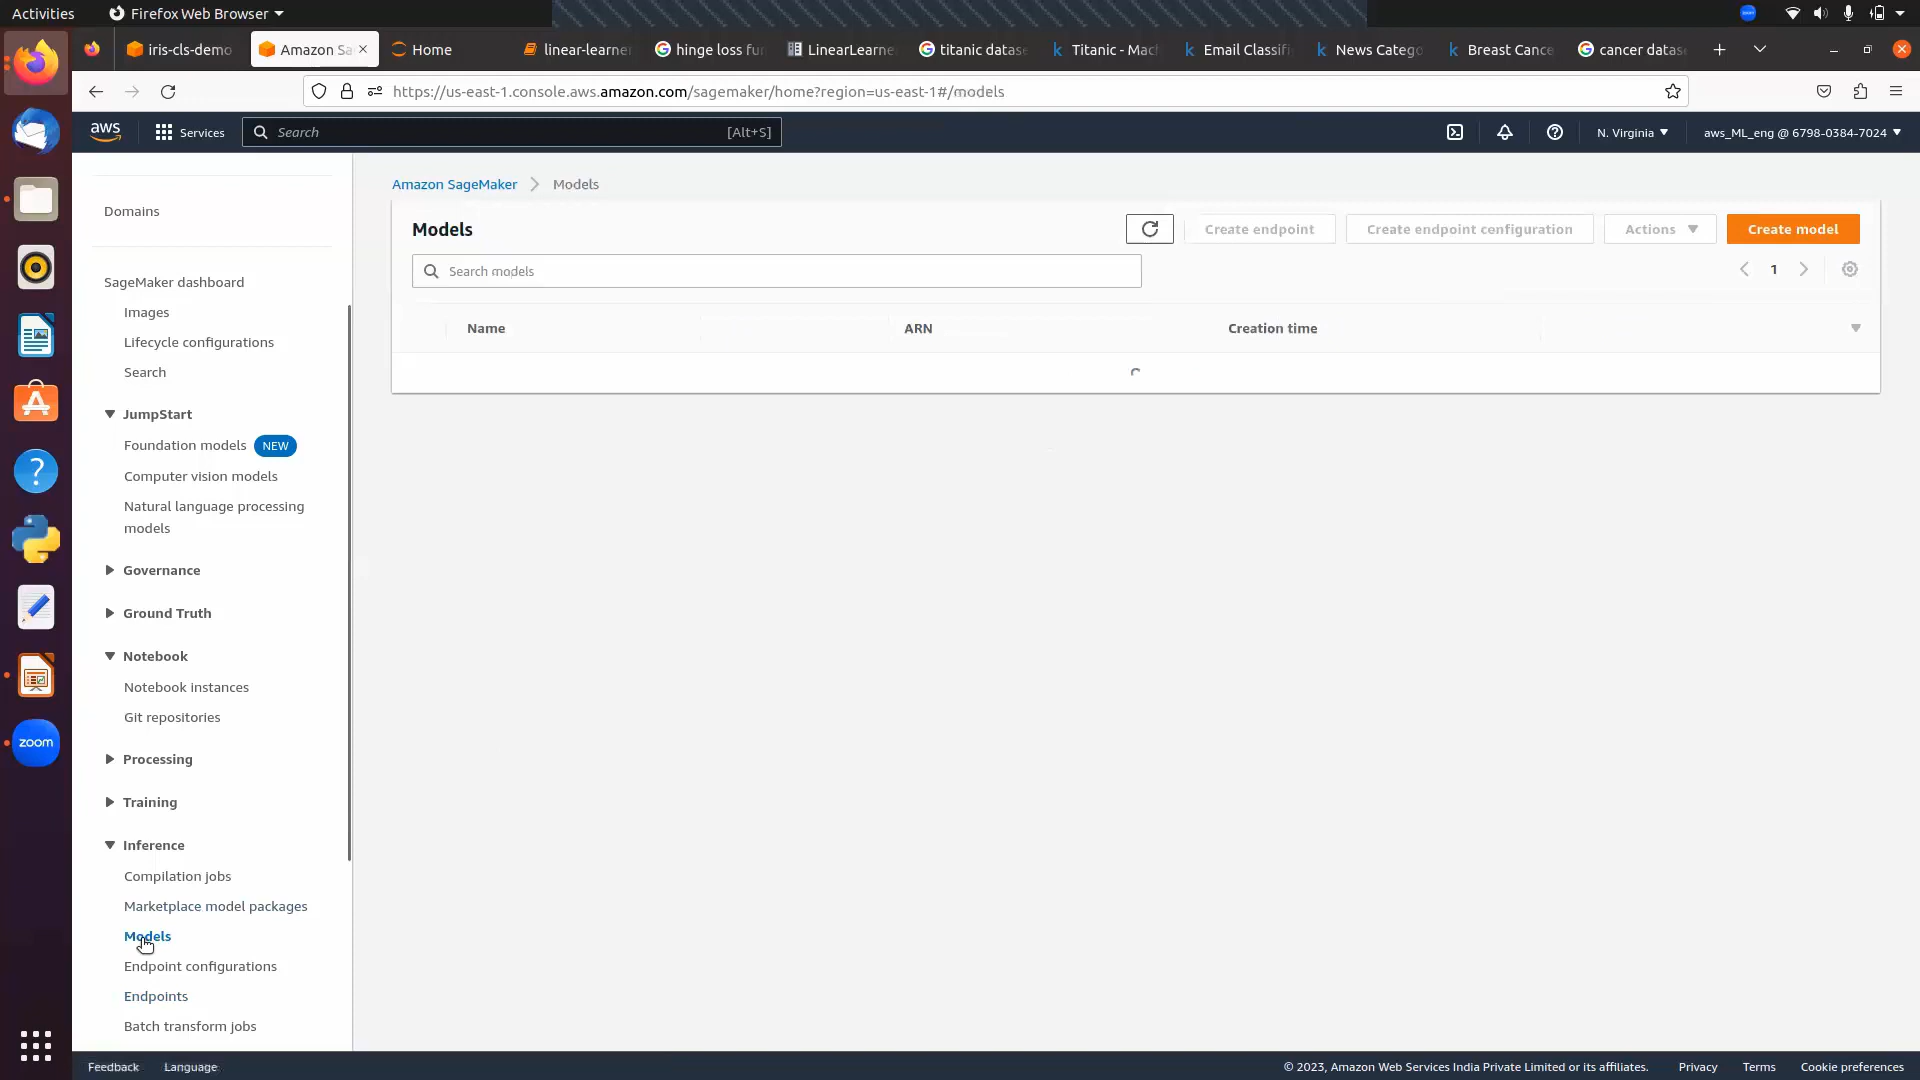 Activities
Firefox Web Browser
iris-cls-demo
Amazon Sa
Home
linear-learner
hinge loss fun
LinearLearne
titanic datase
Titanic - Mach
Email Classifi
News Catego
Breast Cance
cancer datase
https://us-east-1.console.aws.amazon.com/sagemaker/home?region=us-east-1#/models
aws
Services
Search
[Alt+S]
N. Virginia
aws_ML_eng @ 6798-0384-7024
Domains
SageMaker dashboard
Images
Lifecycle configurations
Search
JumpStart
Foundation models NEW
Computer vision models
Natural language processing
models
Governance
Ground Truth
Notebook
Notebook instances
Git repositories
Processing
Training
Inference
Compilation jobs
Marketplace model packages
Models
Endpoint configurations
Endpoints
Batch transform jobs
Amazon SageMaker
Models
Models
Create endpoint
Create endpoint configuration
Actions
Create model
Search models
1
Name
ARN
Creation time
zoom
Feedback
Language
© 2023, Amazon Web Services India Private Limited or its affiliates.
Privacy
Terms
Cookie preferences